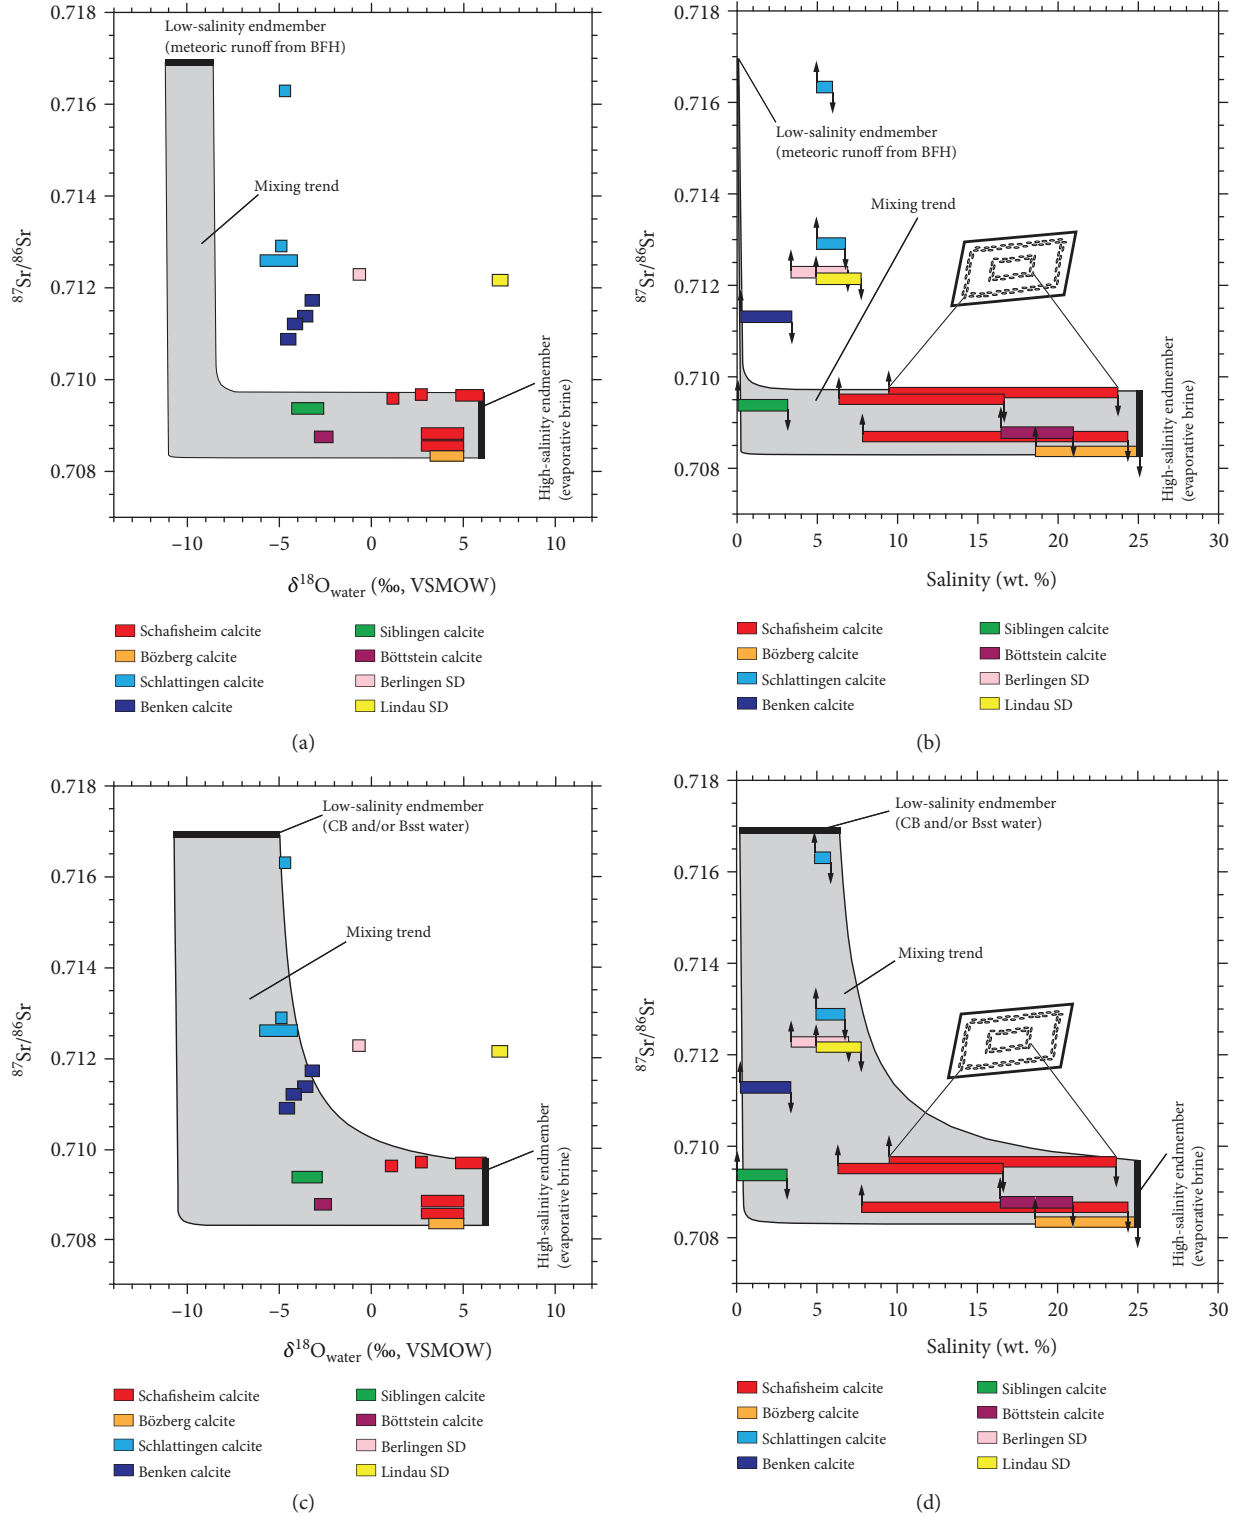 Low-salinity endmember
(meteoric runoff from BFH)
Mixing trend
High-salinity endmember
(evaporative brine)
0.718
0.716
0.714
0.712
0.710
0.708
⁸⁷Sr/⁸⁶Sr
−10
−5
0
5
10
δ¹⁸O_water (‰, VSMOW)
Schafisheim calcite
Bözberg calcite
Schlattingen calcite
Benken calcite
Siblingen calcite
Böttstein calcite
Berlingen SD
Lindau SD
(a)
Low-salinity endmember
(meteoric runoff from BFH)
Mixing trend
High-salinity endmember
(evaporative brine)
0.718
0.716
0.714
0.712
0.710
0.708
⁸⁷Sr/⁸⁶Sr
0
5
10
15
20
25
30
Salinity (wt. %)
Schafisheim calcite
Bözberg calcite
Schlattingen calcite
Benken calcite
Siblingen calcite
Böttstein calcite
Berlingen SD
Lindau SD
(b)
Low-salinity endmember
(CB and/or Bsst water)
Mixing trend
High-salinity endmember
(evaporative brine)
0.718
0.716
0.714
0.712
0.710
0.708
⁸⁷Sr/⁸⁶Sr
−10
−5
0
5
10
δ¹⁸O_water (‰, VSMOW)
Schafisheim calcite
Bözberg calcite
Schlattingen calcite
Benken calcite
Siblingen calcite
Böttstein calcite
Berlingen SD
Lindau SD
(c)
Low-salinity endmember
(CB and/or Bsst water)
Mixing trend
High-salinity endmember
(evaporative brine)
0.718
0.716
0.714
0.712
0.710
0.708
⁸⁷Sr/⁸⁶Sr
0
5
10
15
20
25
30
Salinity (wt. %)
Schafisheim calcite
Bözberg calcite
Schlattingen calcite
Benken calcite
Siblingen calcite
Böttstein calcite
Berlingen SD
Lindau SD
(d)